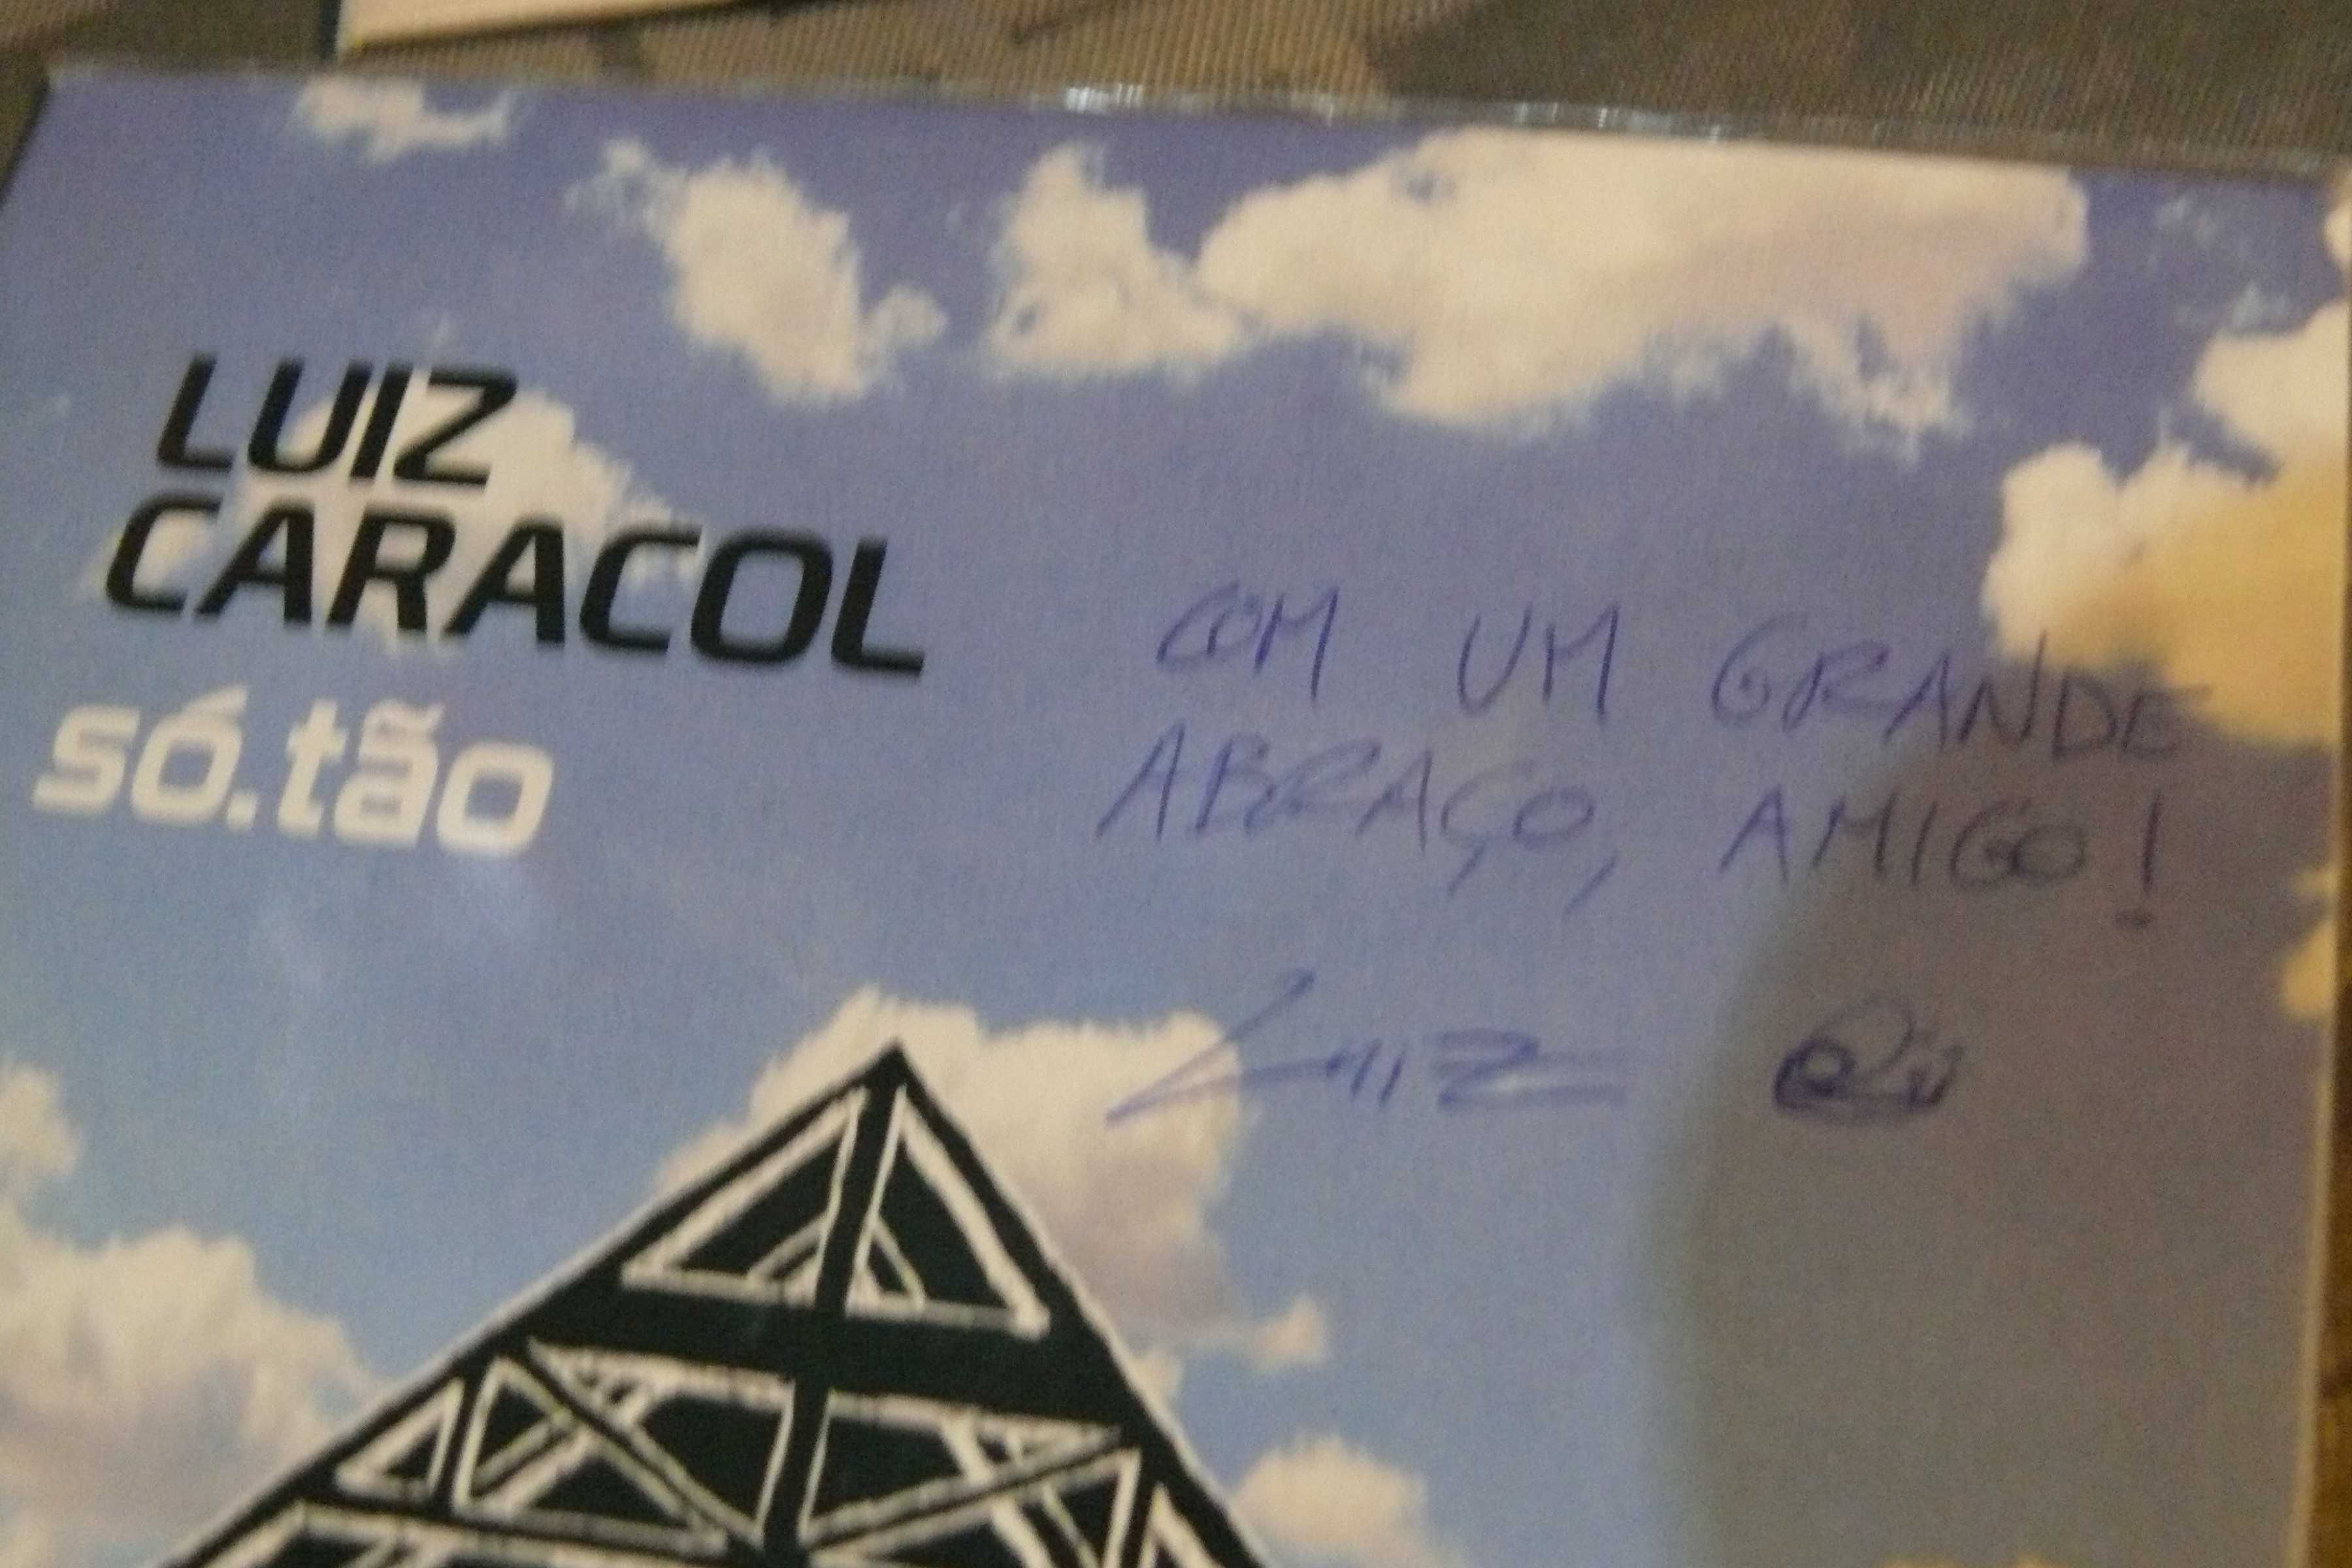 LUIZ
CARACOL
só.tão
COM UM GRANDE
ABRAÇO, AMIGO!
LUIZ